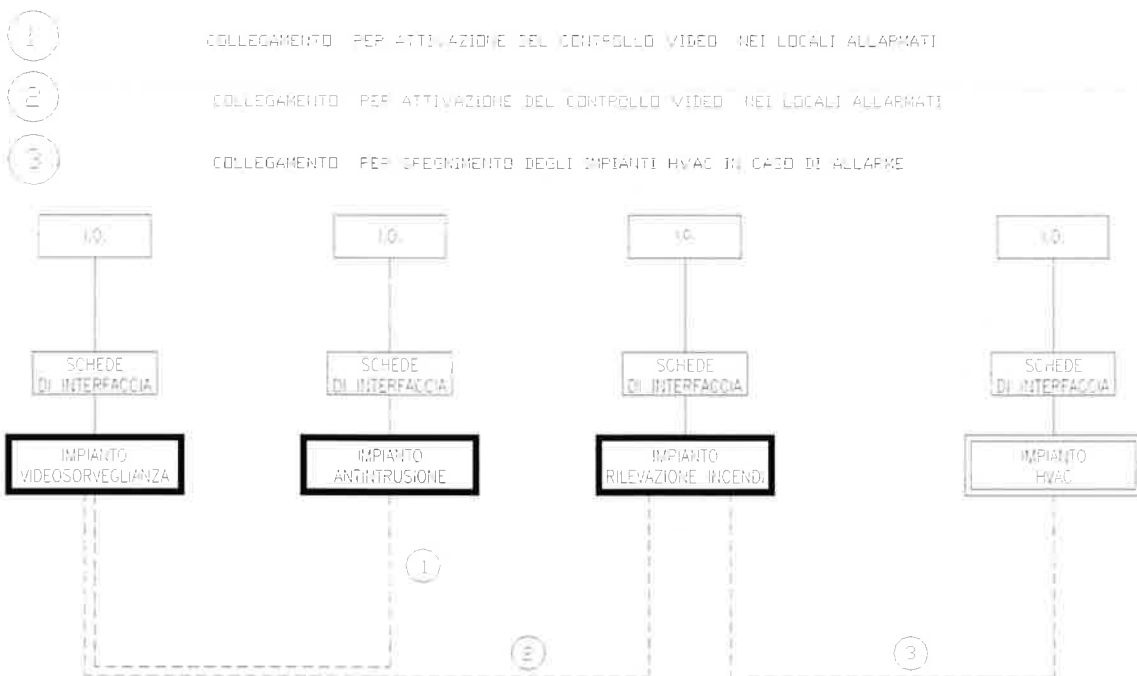 1
COLLEGAMENTO PER ATTIVAZIONE DEL CONTROLLO VIDEO NEI LOCALI ALLARMATI
2
COLLEGAMENTO PER ATTIVAZIONE DEL CONTROLLO VIDEO NEI LOCALI ALLARMATI
3
COLLEGAMENTO PER SPEGNIMENTO DEGLI IMPIANTI HVAC IN CASO DI ALLARME
I.O.
I.O.
I.O.
I.O.
SCHEDE
DI INTERFACCIA
SCHEDE
DI INTERFACCIA
SCHEDE
DI INTERFACCIA
SCHEDE
DI INTERFACCIA
IMPIANTO
VIDEOSORVEGLIANZA
IMPIANTO
ANTINTRUSIONE
IMPIANTO
RILEVAZIONE INCENDI
IMPIANTO
HVAC
1
2
3